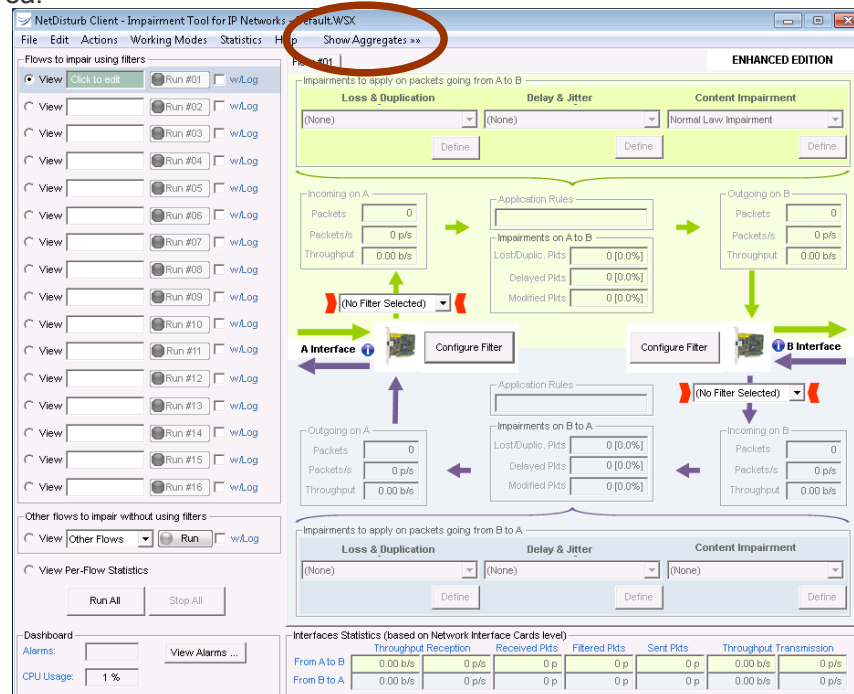 ca.
NetDisturb Client - Impairment Tool for IP Networks - Default.WSX
File Edit Actions Working Modes Statistics Help Show Aggregates »»
Flows to impair using filters
View Click to edit Run #01 w/Log
View Run #02 w/Log
View Run #03 w/Log
View Run #04 w/Log
View Run #05 w/Log
View Run #06 w/Log
View Run #07 w/Log
View Run #08 w/Log
View Run #09 w/Log
View Run #10 w/Log
View Run #11 w/Log
View Run #12 w/Log
View Run #13 w/Log
View Run #14 w/Log
View Run #15 w/Log
View Run #16 w/Log
Other flows to impair without using filters
View Other Flows Run w/Log
View Per-Flow Statistics
Run All Stop All
Dashboard
Alarms: View Alarms ...
CPU Usage: 1 %
Flow #01 ENHANCED EDITION
Impairments to apply on packets going from A to B
Loss & Duplication Delay & Jitter Content Impairment
(None) (None) Normal Law Impairment
Define Define Define
Incoming on A
Packets 0
Packets/s 0 p/s
Throughput 0.00 b/s
Application Rules
Impairments on A to B
Lost/Duplic. Pkts 0 [0.0%]
Delayed Pkts 0 [0.0%]
Modified Pkts 0 [0.0%]
Outgoing on B
Packets 0
Packets/s 0 p/s
Throughput 0.00 b/s
(No Filter Selected)
A Interface Configure Filter Configure Filter B Interface
(No Filter Selected)
Outgoing on A
Packets 0
Packets/s 0 p/s
Throughput 0.00 b/s
Application Rules
Impairments on B to A
Lost/Duplic. Pkts 0 [0.0%]
Delayed Pkts 0 [0.0%]
Modified Pkts 0 [0.0%]
Incoming on B
Packets 0
Packets/s 0 p/s
Throughput 0.00 b/s
Impairments to apply on packets going from B to A
Loss & Duplication Delay & Jitter Content Impairment
(None) (None) (None)
Define Define Define
Interfaces Statistics (based on Network Interface Cards level)
Throughput Reception Received Pkts Filtered Pkts Sent Pkts Throughput Transmission
From A to B 0.00 b/s 0 p/s 0 p 0 p 0 p 0.00 b/s 0 p/s
From B to A 0.00 b/s 0 p/s 0 p 0 p 0 p 0.00 b/s 0 p/s